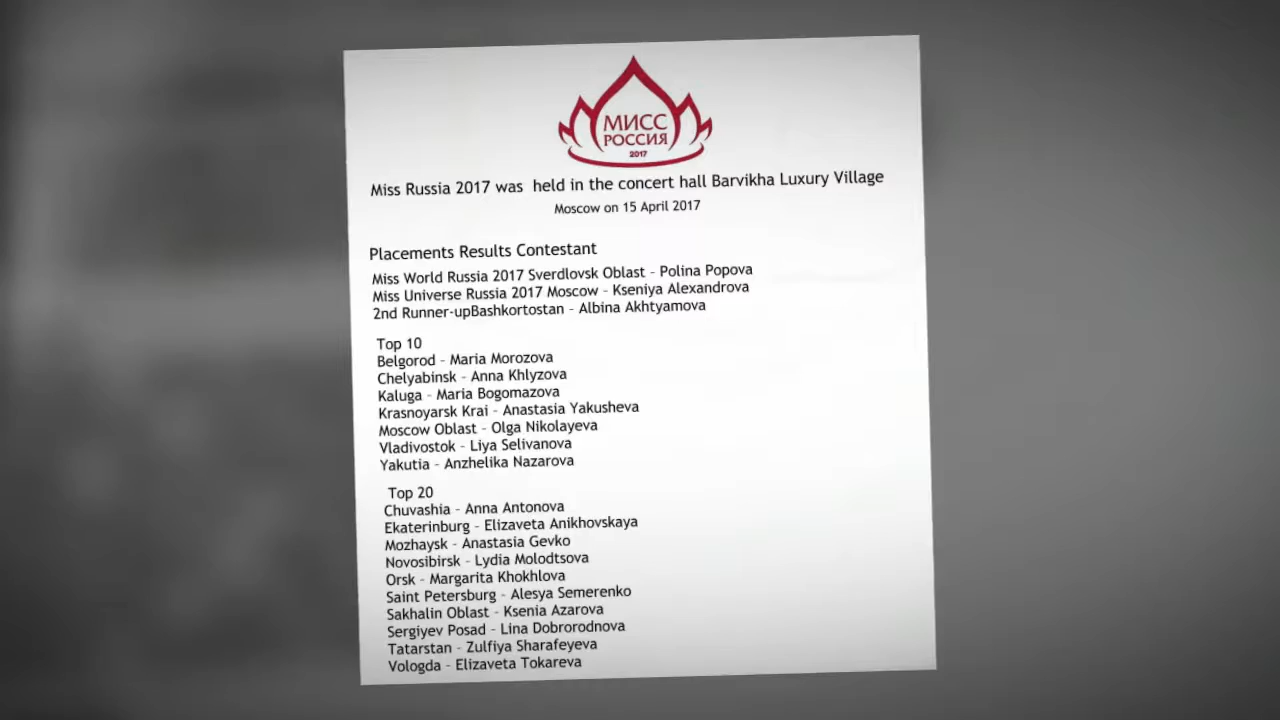 МИСС
РОССИЯ
2017
Miss Russia 2017 was held in the concert hall Barvikha Luxury Village
Moscow on 15 April 2017
Placements Results Contestant
Miss World Russia 2017 Sverdlovsk Oblast – Polina Popova
Miss Universe Russia 2017 Moscow – Kseniya Alexandrova
2nd Runner-upBashkortostan – Albina Akhtyamova
Top 10
Belgorod – Maria Morozova
Chelyabinsk – Anna Khlyzova
Kaluga – Maria Bogomazova
Krasnoyarsk Krai – Anastasia Yakusheva
Moscow Oblast – Olga Nikolayeva
Vladivostok – Liya Selivanova
Yakutia – Anzhelika Nazarova
Top 20
Chuvashia – Anna Antonova
Ekaterinburg – Elizaveta Anikhovskaya
Mozhaysk – Anastasia Gevko
Novosibirsk – Lydia Molodtsova
Orsk – Margarita Khokhlova
Saint Petersburg – Alesya Semerenko
Sakhalin Oblast – Ksenia Azarova
Sergiyev Posad – Lina Dobrorodnova
Tatarstan – Zulfiya Sharafeyeva
Vologda – Elizaveta Tokareva